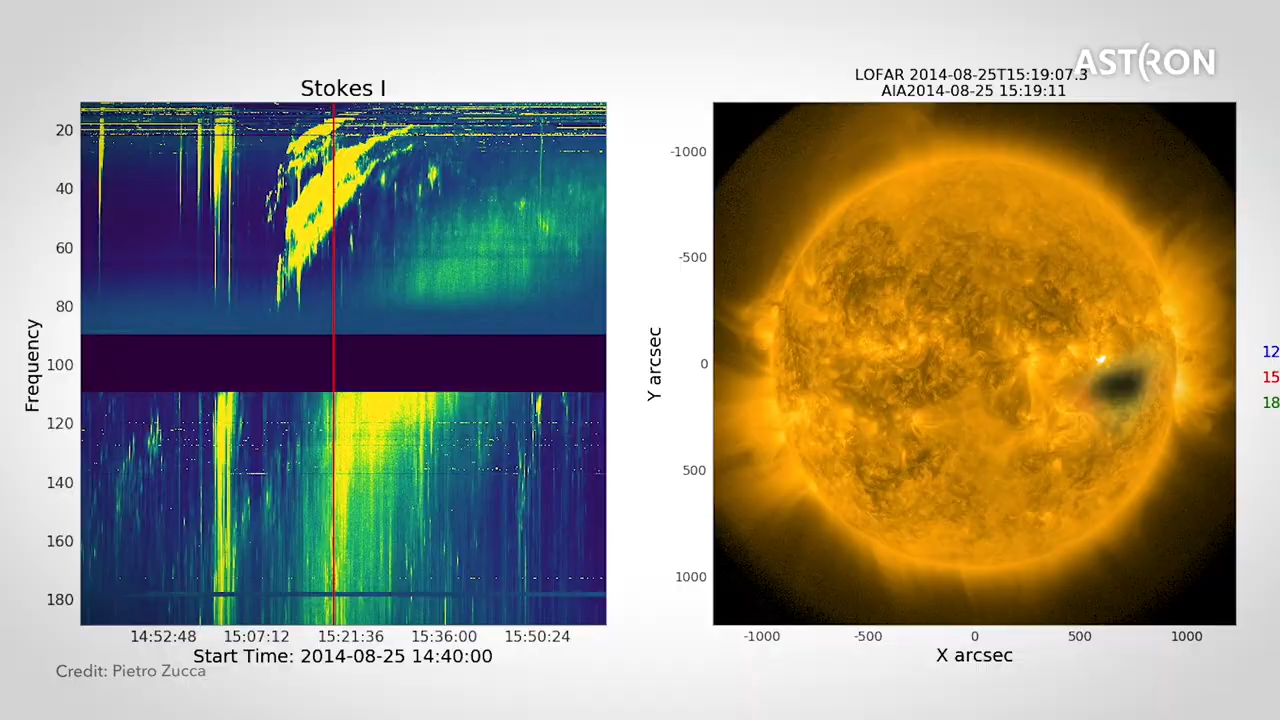 ASTRON
Stokes I
20
40
60
80
100
120
140
160
180
Frequency
14:52:48 15:07:12 15:21:36 15:36:00 15:50:24
Start Time: 2014-08-25 14:40:00
Credit: Pietro Zucca
LOFAR 2014-08-25T15:19:07.3
AIA2014-08-25 15:19:11
-1000
-500
0
500
1000
Y arcsec
-1000 -500 0 500 1000
X arcsec
12
15
18